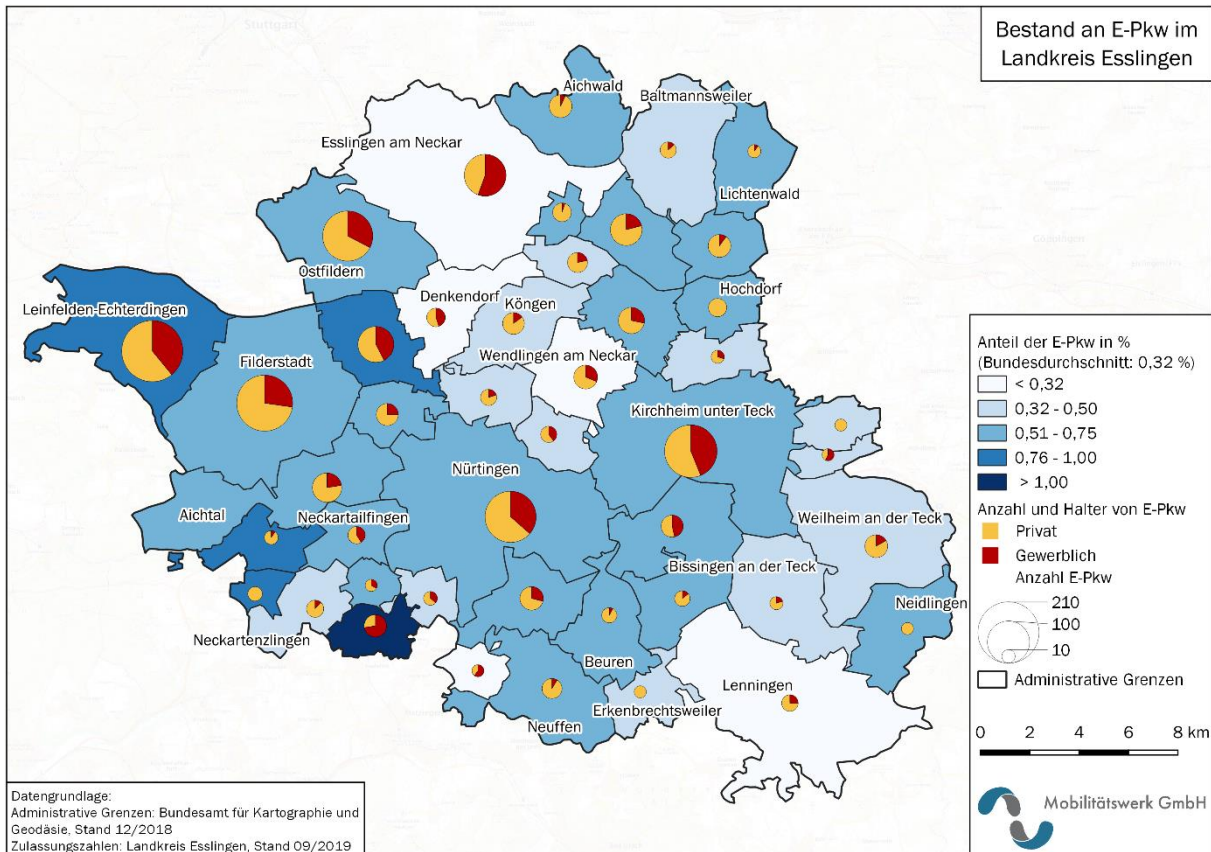 Bestand an E-Pkw im
Landkreis Esslingen
Aichwald
Baltmannsweiler
Esslingen am Neckar
Lichtenwald
Ostfildern
Hochdorf
Denkendorf
Köngen
Leinfelden-Echterdingen
Wendlingen am Neckar
Filderstadt
Kirchheim unter Teck
Nürtingen
Aichtal
Neckartailfingen
Weilheim an der Teck
Bissingen an der Teck
Neidlingen
Neckartenzlingen
Beuren
Lenningen
Erkenbrechtsweiler
Neuffen
Anteil der E-Pkw in %
(Bundesdurchschnitt: 0,32 %)
< 0,32
0,32 - 0,50
0,51 - 0,75
0,76 - 1,00
> 1,00
Anzahl und Halter von E-Pkw
Privat
Gewerblich
Anzahl E-Pkw
210
100
10
Administrative Grenzen
0 2 4 6 8 km
Mobilitätswerk GmbH
Datengrundlage:
Administrative Grenzen: Bundesamt für Kartographie und
Geodäsie, Stand 12/2018
Zulassungszahlen: Landkreis Esslingen, Stand 09/2019